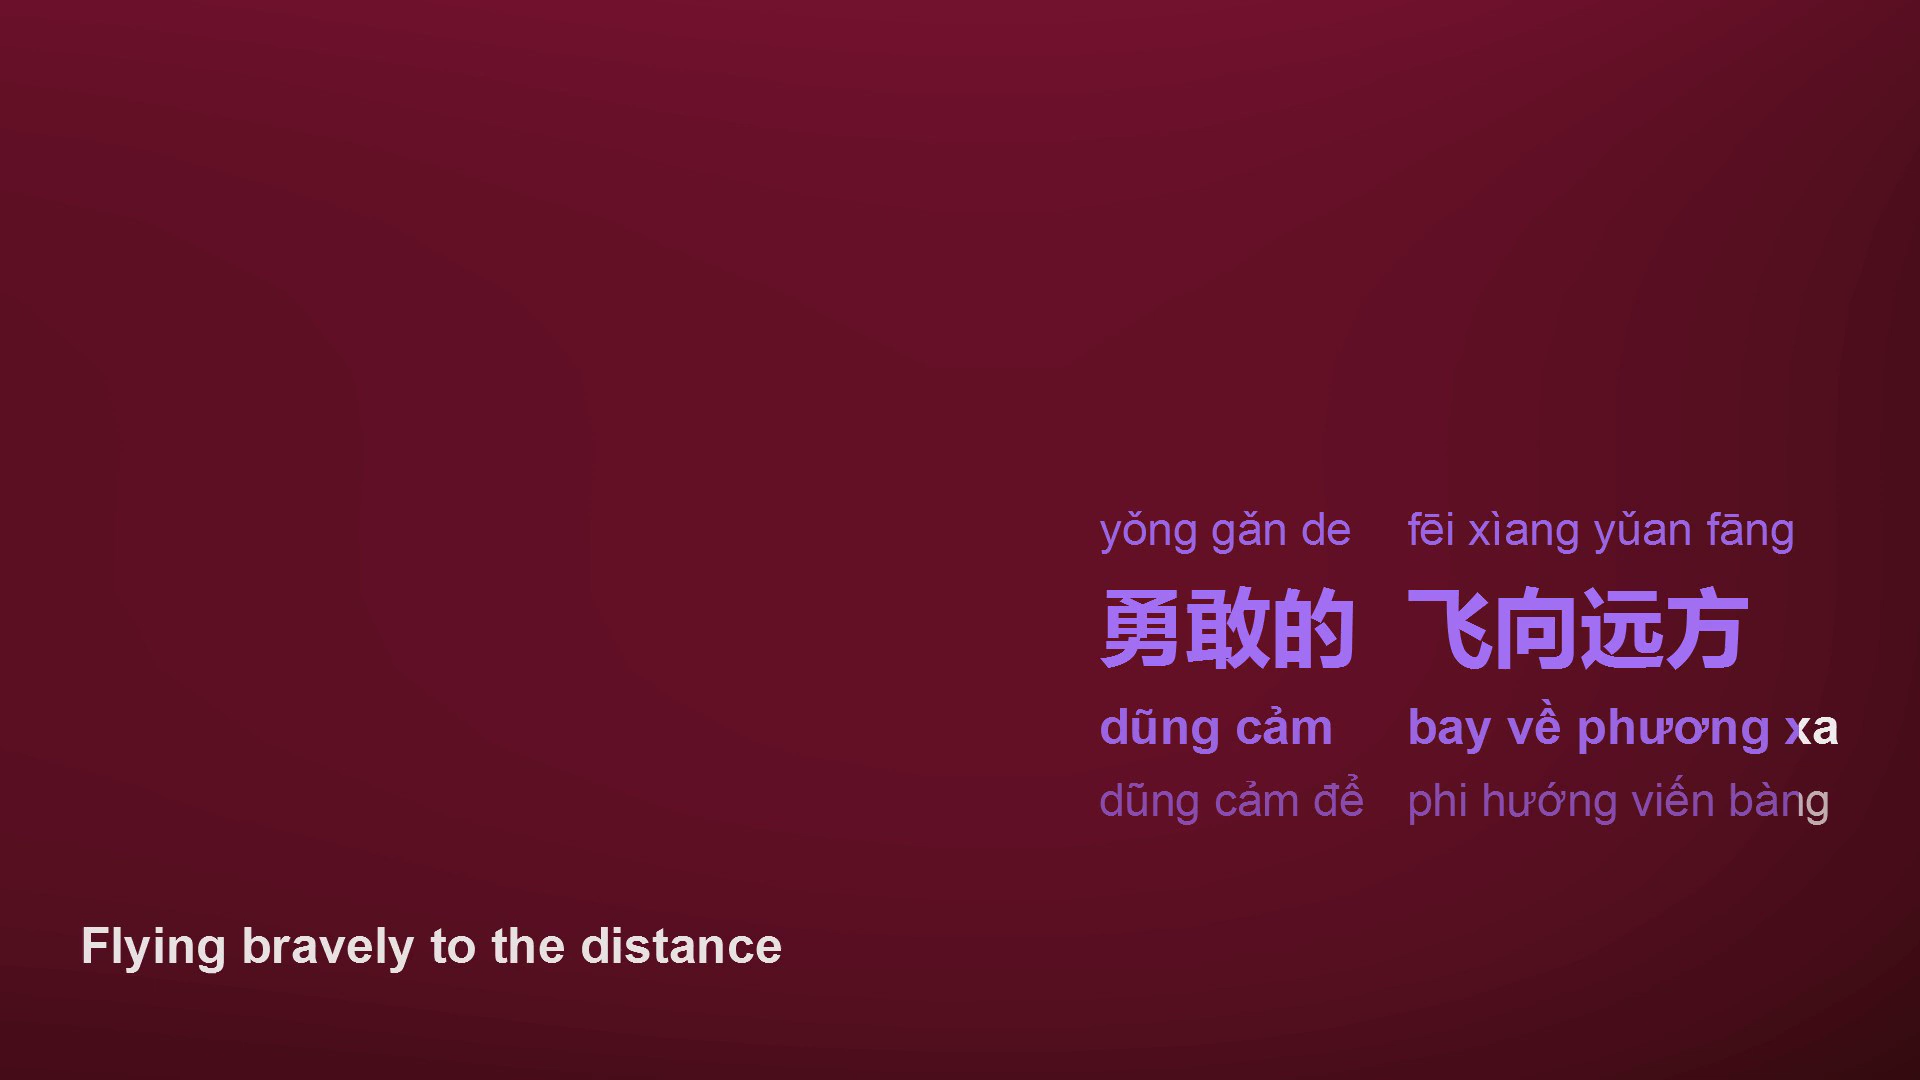 yǒng gǎn de fēi xìang yǔan fāng
勇敢的 飞向远方
dũng cảm bay về phương xa
dũng cảm để phi hướng viến bàng
Flying bravely to the distance